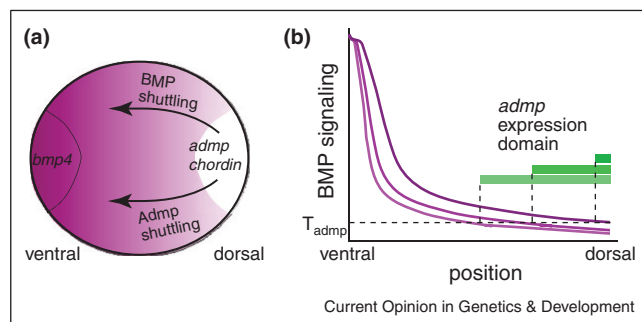 (a)
BMP
shuttling
bmp4
admp
chordin
Admp
shuttling
ventral
dorsal
(b)
BMP signaling
admp
expression
domain
Tadmp
ventral
dorsal
position
Current Opinion in Genetics & Development